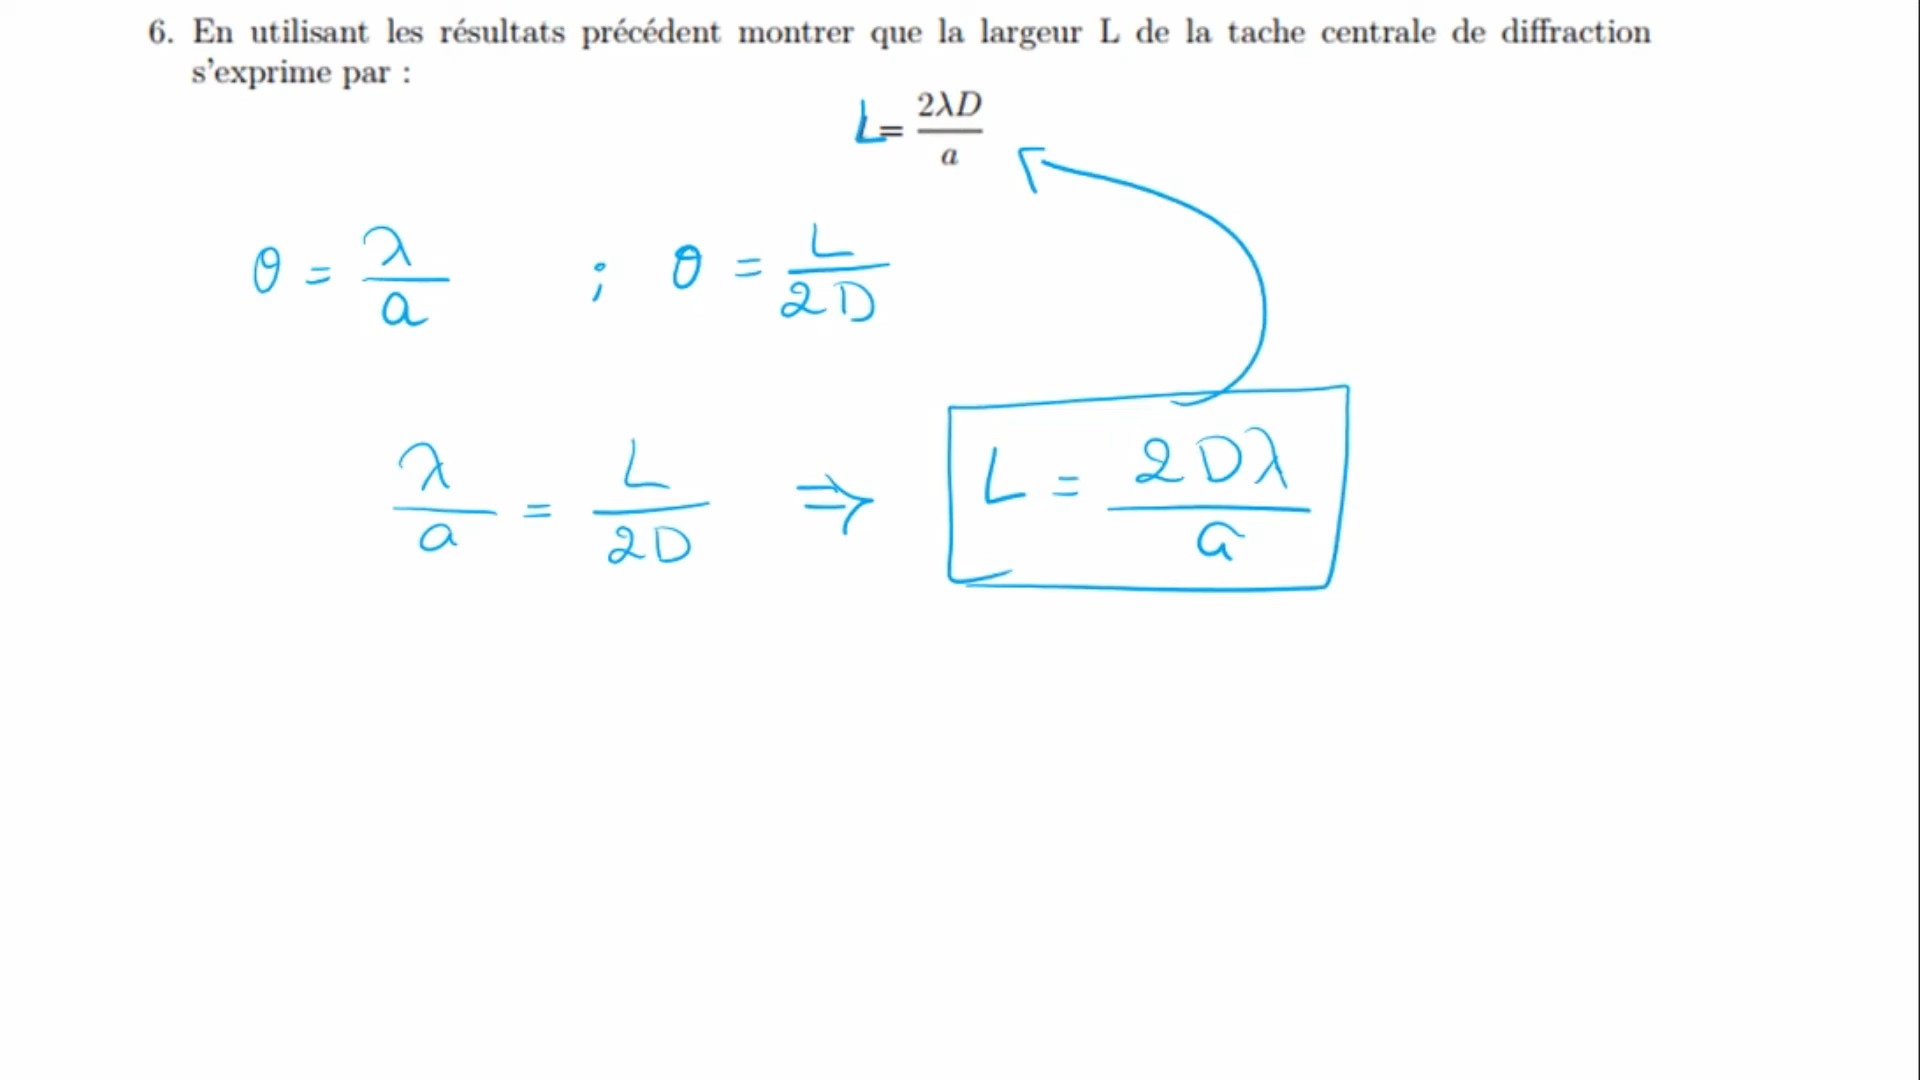 6. En utilisant les résultats précédent montrer que la largeur L de la tache centrale de diffraction
s'exprime par :
L = 2λD / a
θ = λ / a ; θ = L / 2D
λ / a = L / 2D ⇒ L = 2Dλ / a